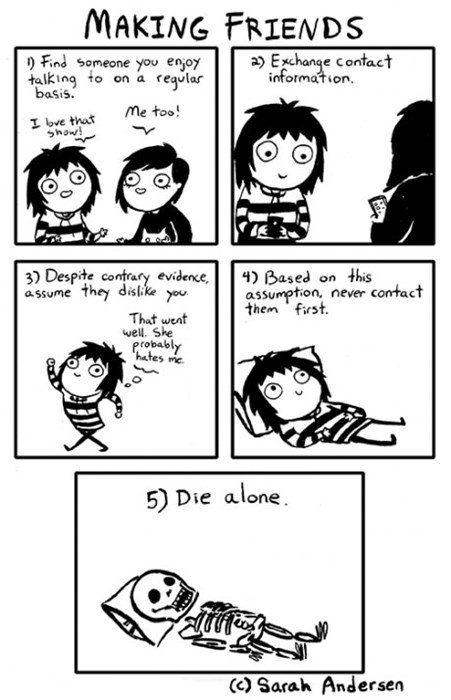 MAKING FRIENDS
1) Find someone you enjoy
talking to on a regular
basis.
I love that
show!
Me too!
2) Exchange contact
information.
3) Despite contrary evidence,
assume they dislike you.
That went
well. She
probably
hates me.
4) Based on this
assumption, never contact
them first.
5) Die alone.
(c) Sarah Andersen